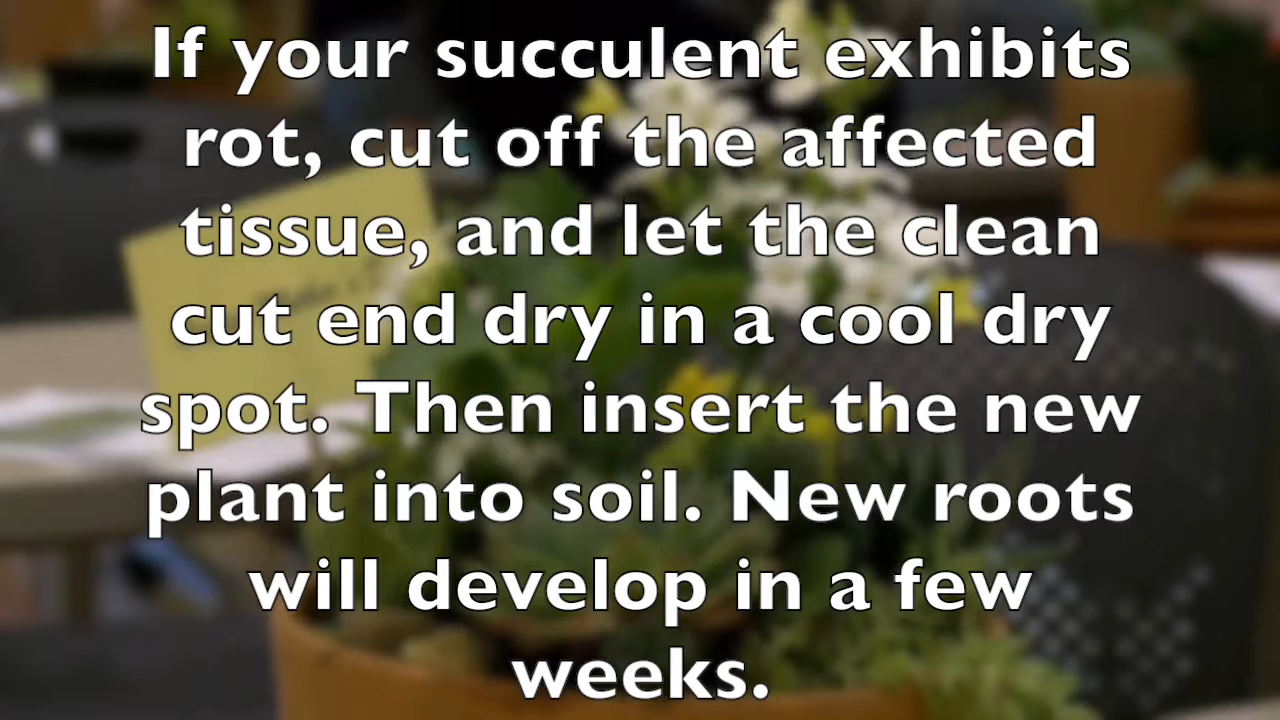 If your succulent exhibits
rot, cut off the affected
tissue, and let the clean
cut end dry in a cool dry
spot. Then insert the new
plant into soil. New roots
will develop in a few
weeks.